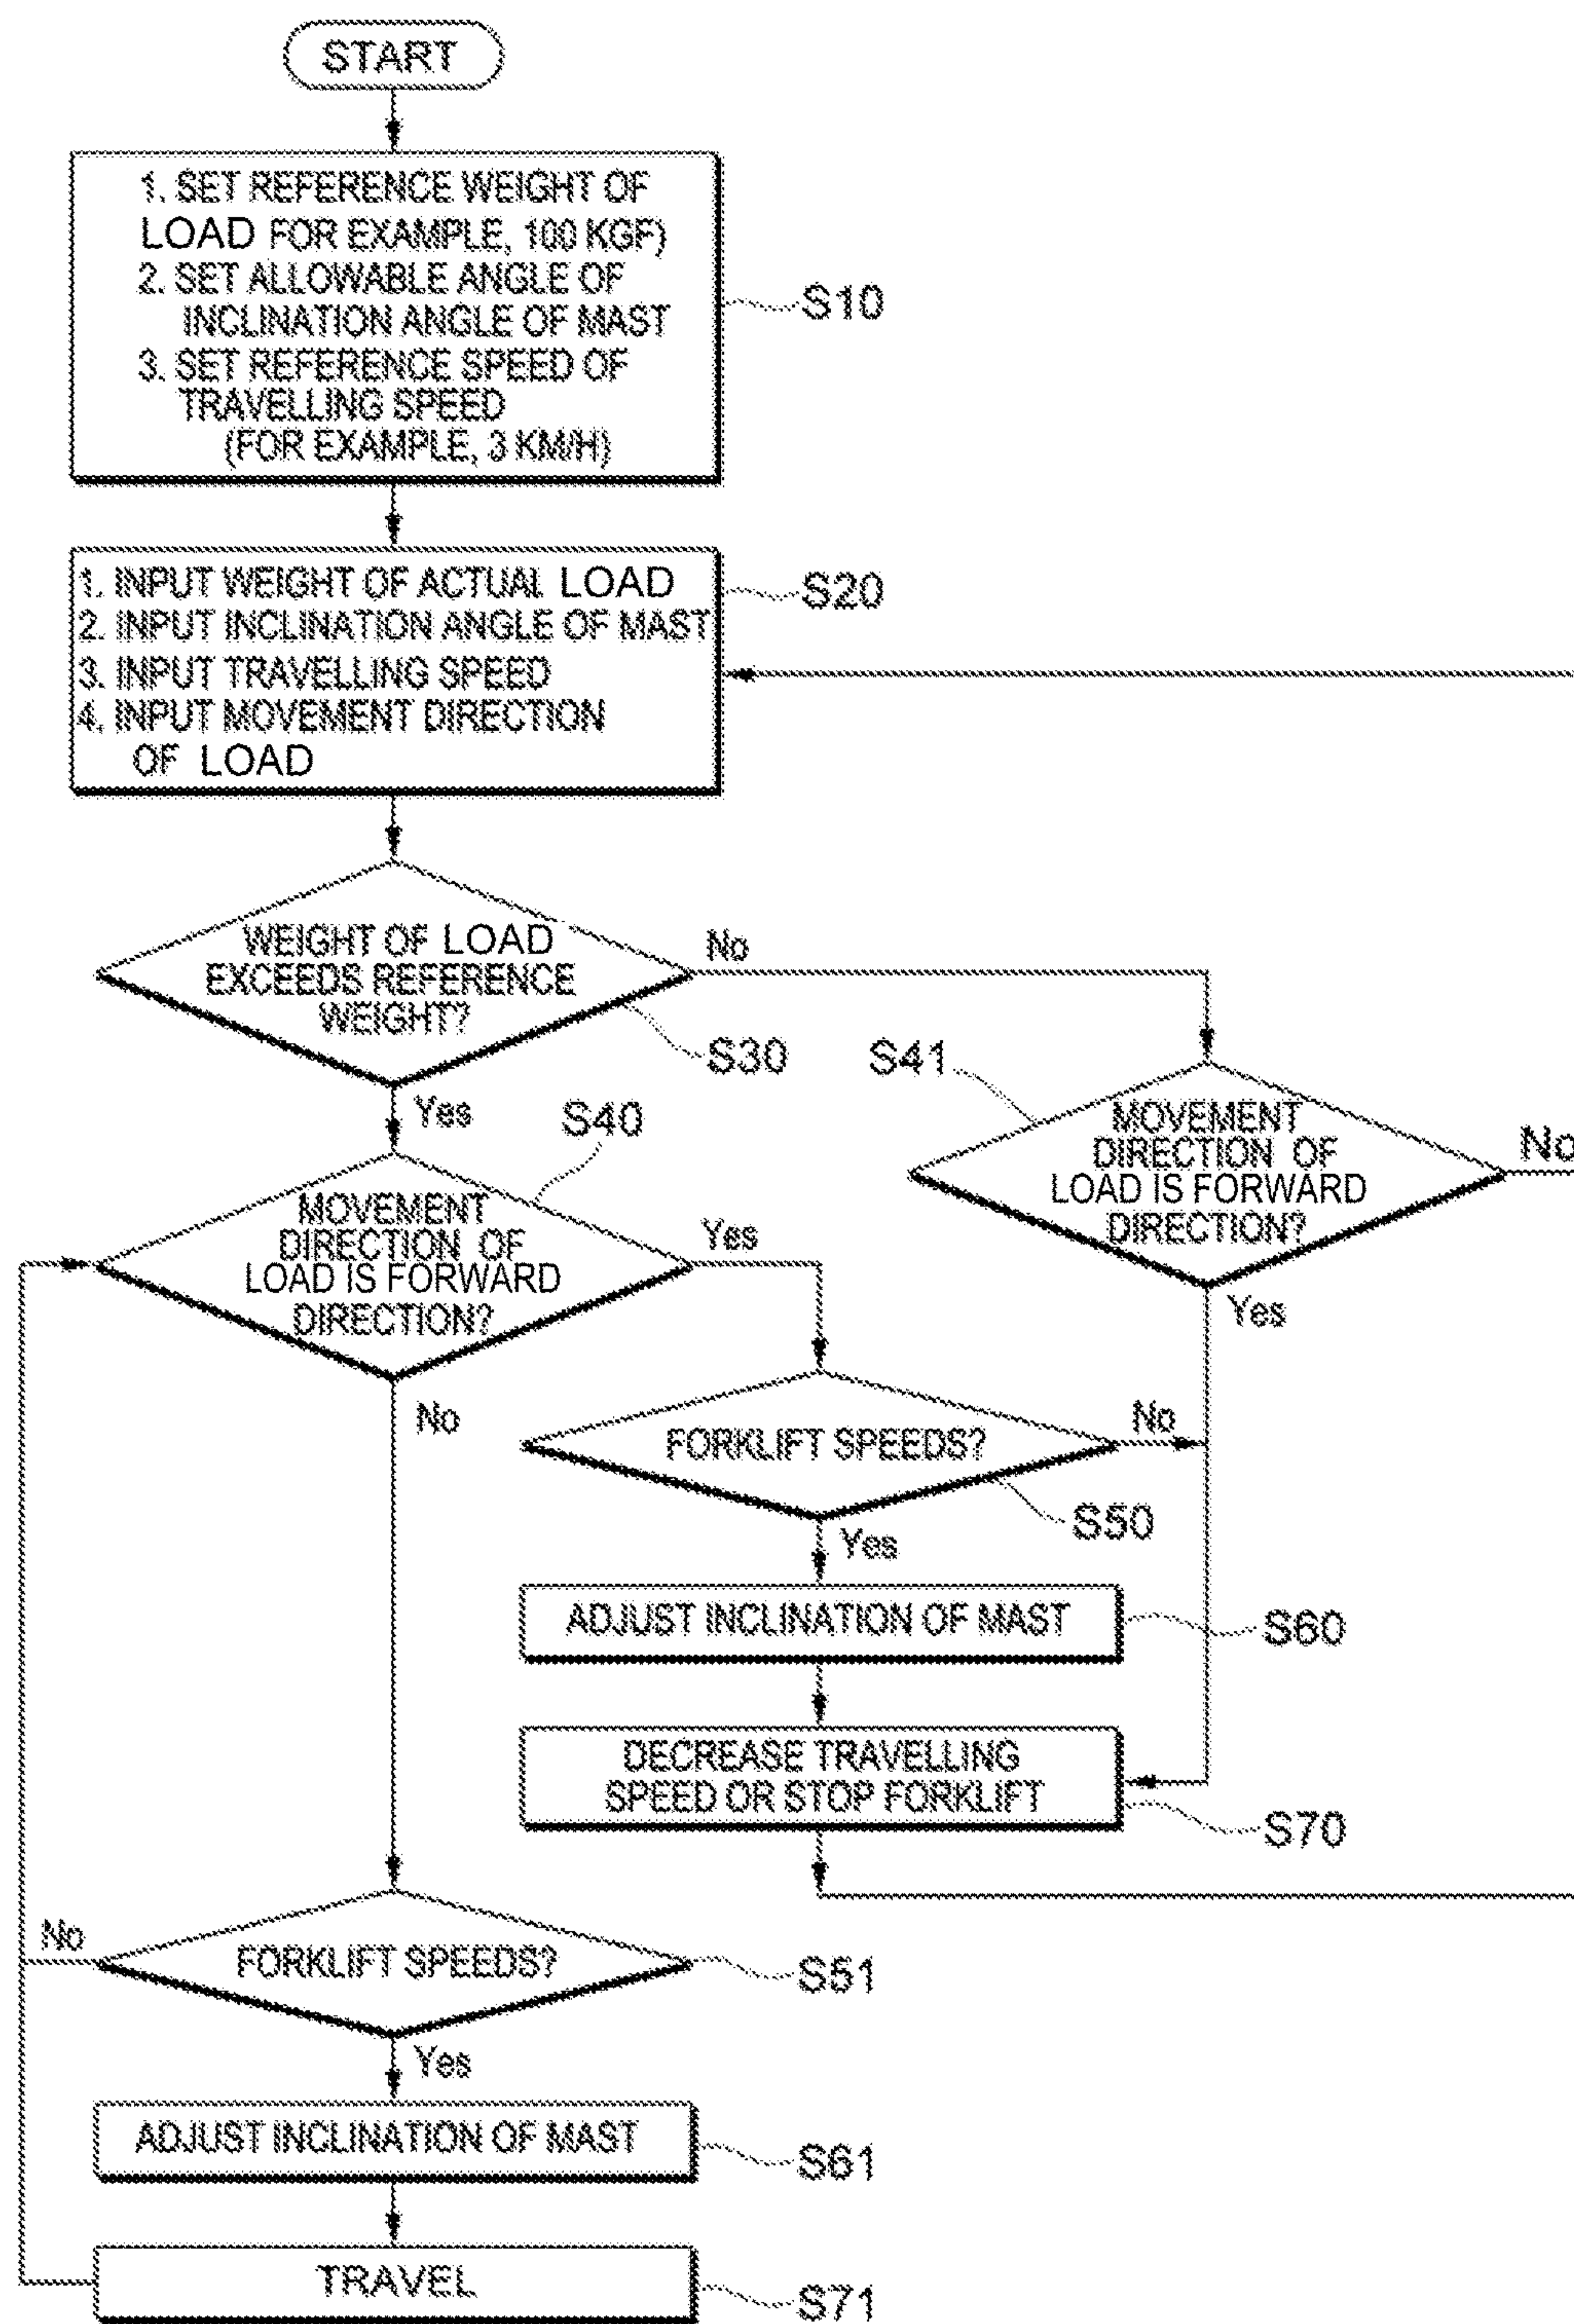 START
1. SET REFERENCE WEIGHT OF
LOAD FOR EXAMPLE, 100 KGF)
2. SET ALLOWABLE ANGLE OF
INCLINATION ANGLE OF MAST
3. SET REFERENCE SPEED OF
TRAVELLING SPEED
(FOR EXAMPLE, 3 KM/H)
S10
1. INPUT WEIGHT OF ACTUAL LOAD
2. INPUT INCLINATION ANGLE OF MAST
3. INPUT TRAVELLING SPEED
4. INPUT MOVEMENT DIRECTION
OF LOAD
S20
WEIGHT OF LOAD
EXCEEDS REFERENCE
WEIGHT?
No
S30
Yes
S41
MOVEMENT
DIRECTION OF
LOAD IS FORWARD
DIRECTION?
No
Yes
S40
MOVEMENT
DIRECTION OF
LOAD IS FORWARD
DIRECTION?
Yes
No
FORKLIFT SPEEDS?
No
S50
Yes
ADJUST INCLINATION OF MAST
S60
DECREASE TRAVELLING
SPEED OR STOP FORKLIFT
S70
No
FORKLIFT SPEEDS?
S51
Yes
ADJUST INCLINATION OF MAST
S61
TRAVEL
S71